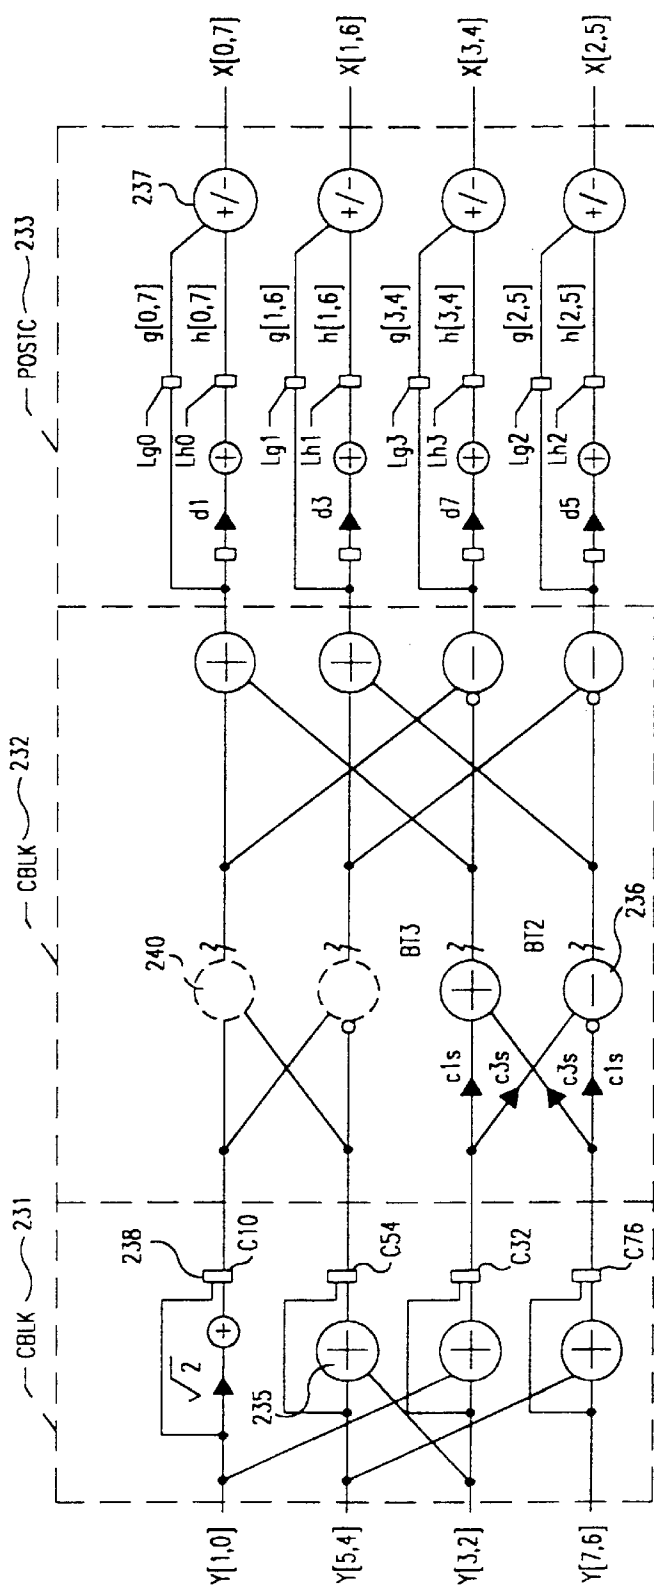 CBLK 231
CBLK 232
POSTC 233
Y[1,0]
√2
238
C10
240
d1
Lg0
Lh0
g[0,7]
h[0,7]
237
+/-
X[0,7]
Y[5,4]
235
C54
d3
Lg1
Lh1
g[1,6]
h[1,6]
+/-
X[1,6]
Y[3,2]
C32
c1s
c3s
BT3
d7
Lg3
Lh3
g[3,4]
h[3,4]
+/-
X[3,4]
Y[7,6]
C76
c3s
c1s
BT2
236
d5
Lg2
Lh2
g[2,5]
h[2,5]
+/-
X[2,5]